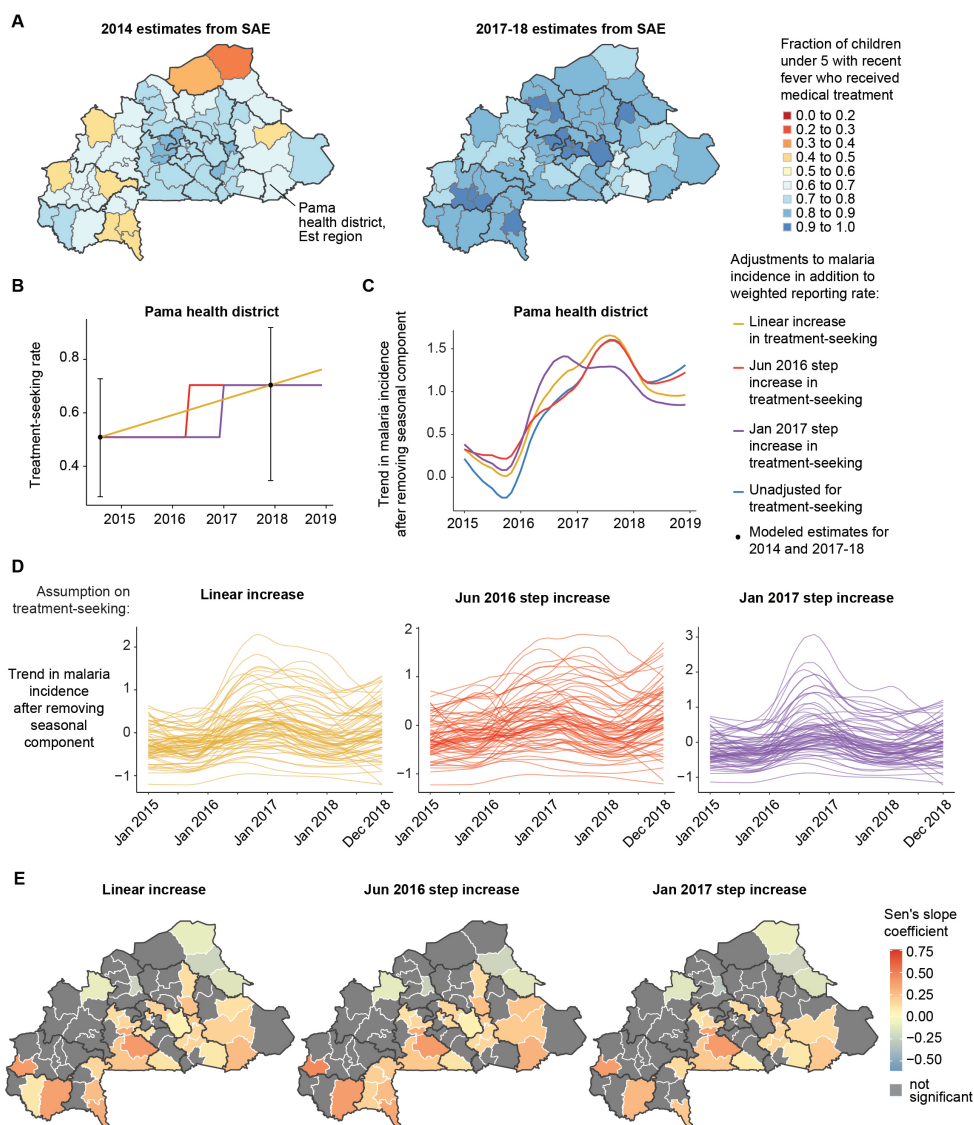 A
2014 estimates from SAE
2017-18 estimates from SAE
Fraction of children
under 5 with recent
fever who received
medical treatment
0.0 to 0.2
0.2 to 0.3
0.3 to 0.4
0.4 to 0.5
0.5 to 0.6
0.6 to 0.7
0.7 to 0.8
0.8 to 0.9
0.9 to 1.0
Pama
health district,
Est region
B
Pama health district
Treatment-seeking rate
0.8
0.6
0.4
2015
2016
2017
2018
2019
C
Pama health district
Trend in malaria incidence
after removing seasonal component
1.5
1.0
0.5
0.0
2015
2016
2017
2018
2019
Adjustments to malaria
incidence in addition to
weighted reporting rate:
Linear increase
in treatment-seeking
Jun 2016 step
increase in
treatment-seeking
Jan 2017 step
increase in
treatment-seeking
Unadjusted for
treatment-seeking
Modeled estimates for
2014 and 2017-18
D
Assumption on
treatment-seeking:
Linear increase
Jun 2016 step increase
Jan 2017 step increase
Trend in malaria
incidence
after removing
seasonal
component
2
1
0
−1
Jan 2015
Jan 2016
Jan 2017
Jan 2018
Dec 2018
2
1
0
−1
Jan 2015
Jan 2016
Jan 2017
Jan 2018
Dec 2018
3
2
1
0
−1
Jan 2015
Jan 2016
Jan 2017
Jan 2018
Dec 2018
E
Linear increase
Jun 2016 step increase
Jan 2017 step increase
Sen's slope
coefficient
0.75
0.50
0.25
0.00
−0.25
−0.50
not
significant